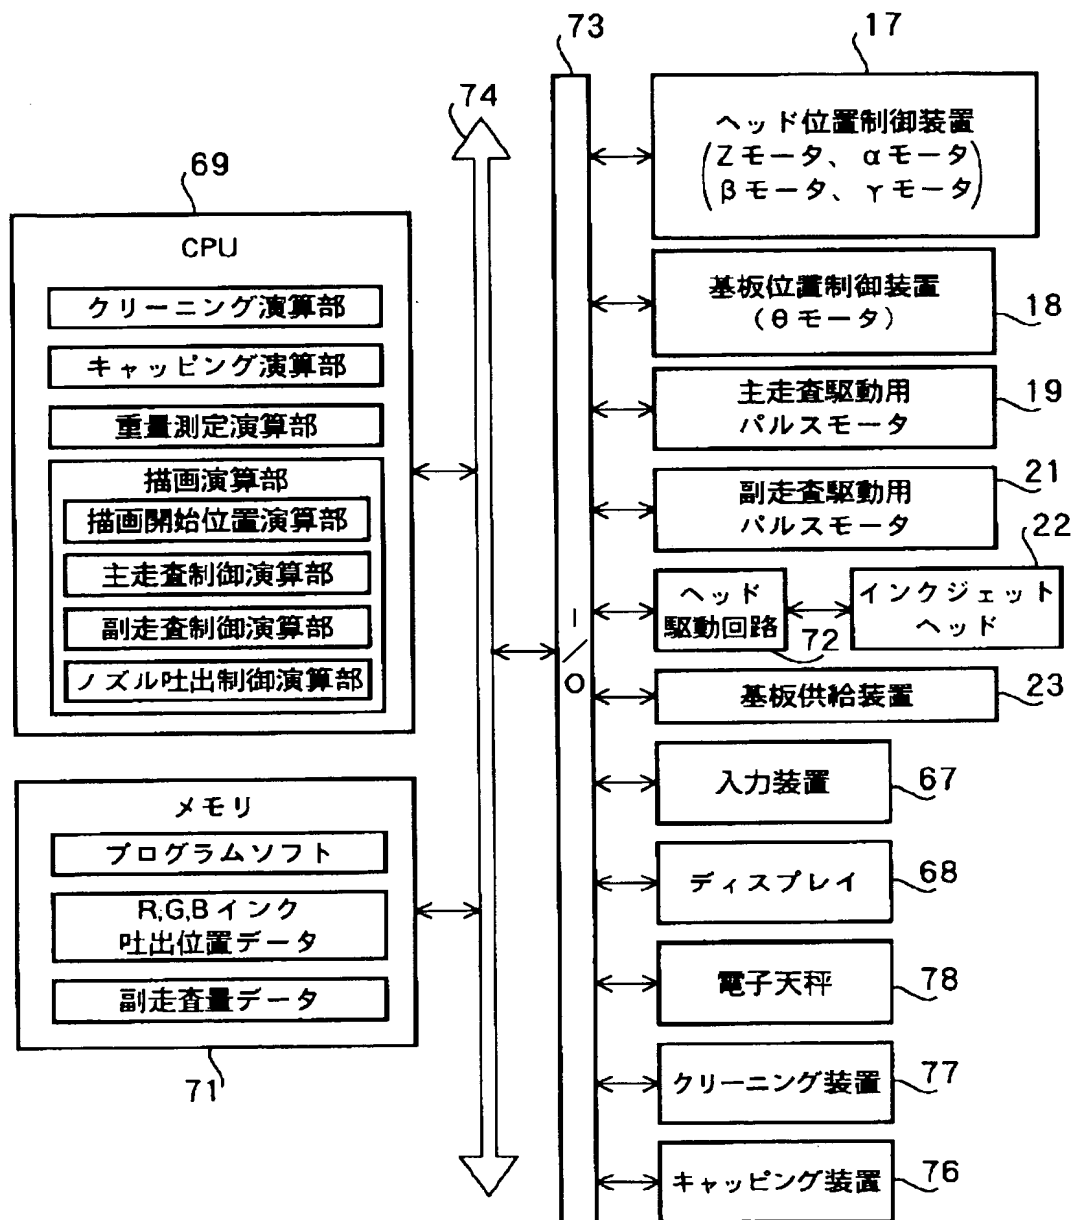 73
17
74
ヘッド位置制御装置
(Zモータ、αモータ
βモータ、γモータ)
69
CPU
クリーニング演算部
キャッピング演算部
重量測定演算部
描画演算部
描画開始位置演算部
主走査制御演算部
副走査制御演算部
ノズル吐出制御演算部
メモリ
プログラムソフト
R,G,Bインク
吐出位置データ
副走査量データ
71
I/O
基板位置制御装置
(θモータ)
18
主走査駆動用
パルスモータ
19
副走査駆動用
パルスモータ
21
ヘッド
駆動回路
72
インクジェット
ヘッド
22
基板供給装置
23
入力装置
67
ディスプレイ
68
電子天秤
78
クリーニング装置
77
キャッピング装置
76